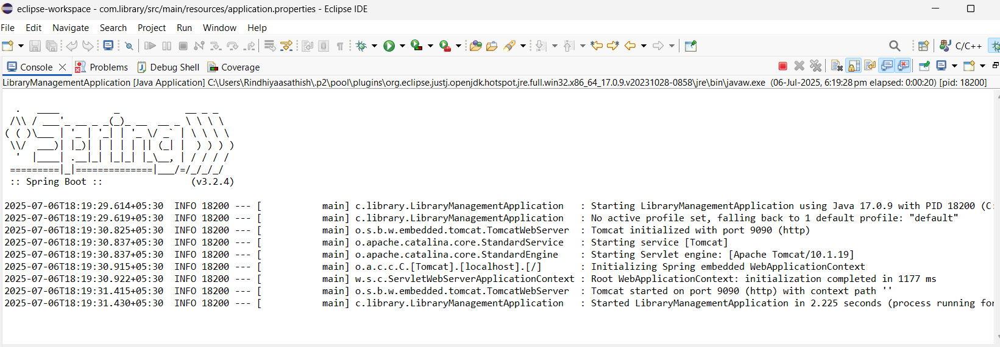 eclipse-workspace - com.library/src/main/resources/application.properties - Eclipse IDE
File Edit Navigate Search Project Run Window Help
C/C++
Console Problems Debug Shell Coverage
LibraryManagementApplication [Java Application] C:\Users\Rindhiyaasathish\.p2\pool\plugins\org.eclipse.justj.openjdk.hotspot.jre.full.win32.x86_64_17.0.9.v20231028-0858\jre\bin\javaw.exe (06-Jul-2025, 6:19:28 pm elapsed: 0:00:20) [pid: 18200]
  .   ____          _            __ _ _
 /\\ / ___'_ __ _ _(_)_ __  __ _ \ \ \ \
( ( )\___ | '_ | '_| | '_ \/ _` | \ \ \ \
 \\/  ___)| |_)| | | | | || (_| |  ) ) ) )
  '  |____| .__|_| |_|_| |_\__, | / / / /
 =========|_|==============|___/=/_/_/_/
 :: Spring Boot ::                (v3.2.4)
2025-07-06T18:19:29.614+05:30  INFO 18200 --- [           main] c.library.LibraryManagementApplication   : Starting LibraryManagementApplication using Java 17.0.9 with PID 18200 (C:
2025-07-06T18:19:29.619+05:30  INFO 18200 --- [           main] c.library.LibraryManagementApplication   : No active profile set, falling back to 1 default profile: "default"
2025-07-06T18:19:30.825+05:30  INFO 18200 --- [           main] o.s.b.w.embedded.tomcat.TomcatWebServer  : Tomcat initialized with port 9090 (http)
2025-07-06T18:19:30.837+05:30  INFO 18200 --- [           main] o.apache.catalina.core.StandardService   : Starting service [Tomcat]
2025-07-06T18:19:30.837+05:30  INFO 18200 --- [           main] o.apache.catalina.core.StandardEngine    : Starting Servlet engine: [Apache Tomcat/10.1.19]
2025-07-06T18:19:30.915+05:30  INFO 18200 --- [           main] o.a.c.c.C.[Tomcat].[localhost].[/]       : Initializing Spring embedded WebApplicationContext
2025-07-06T18:19:30.922+05:30  INFO 18200 --- [           main] w.s.c.ServletWebServerApplicationContext : Root WebApplicationContext: initialization completed in 1177 ms
2025-07-06T18:19:31.415+05:30  INFO 18200 --- [           main] o.s.b.w.embedded.tomcat.TomcatWebServer  : Tomcat started on port 9090 (http) with context path ''
2025-07-06T18:19:31.430+05:30  INFO 18200 --- [           main] c.library.LibraryManagementApplication   : Started LibraryManagementApplication in 2.225 seconds (process running for